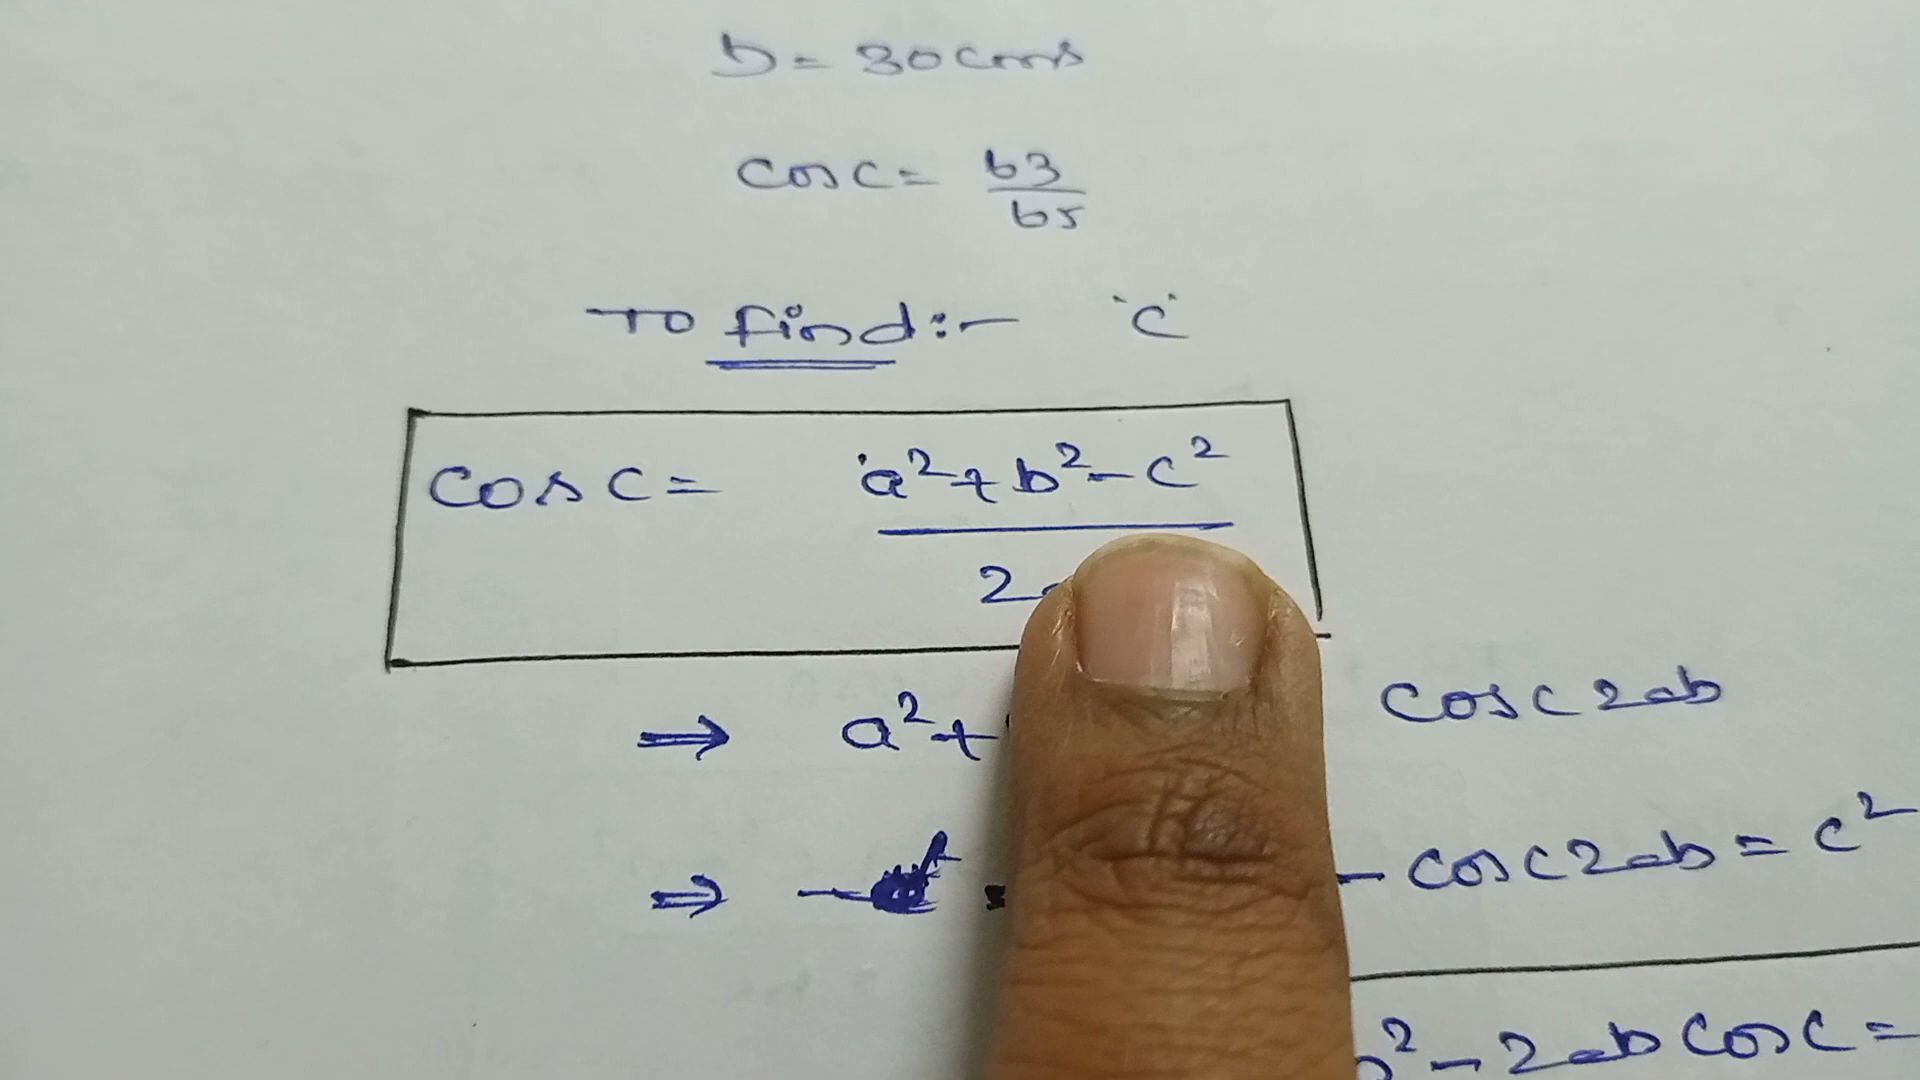 b = 30 cms
cos C = 63/65
To find:- 'c'
cos C = a²+b²-c² / 2
⇒ a²+ cos C 2ab
⇒ - - cos C 2ab = c²
b² - 2ab cos C =